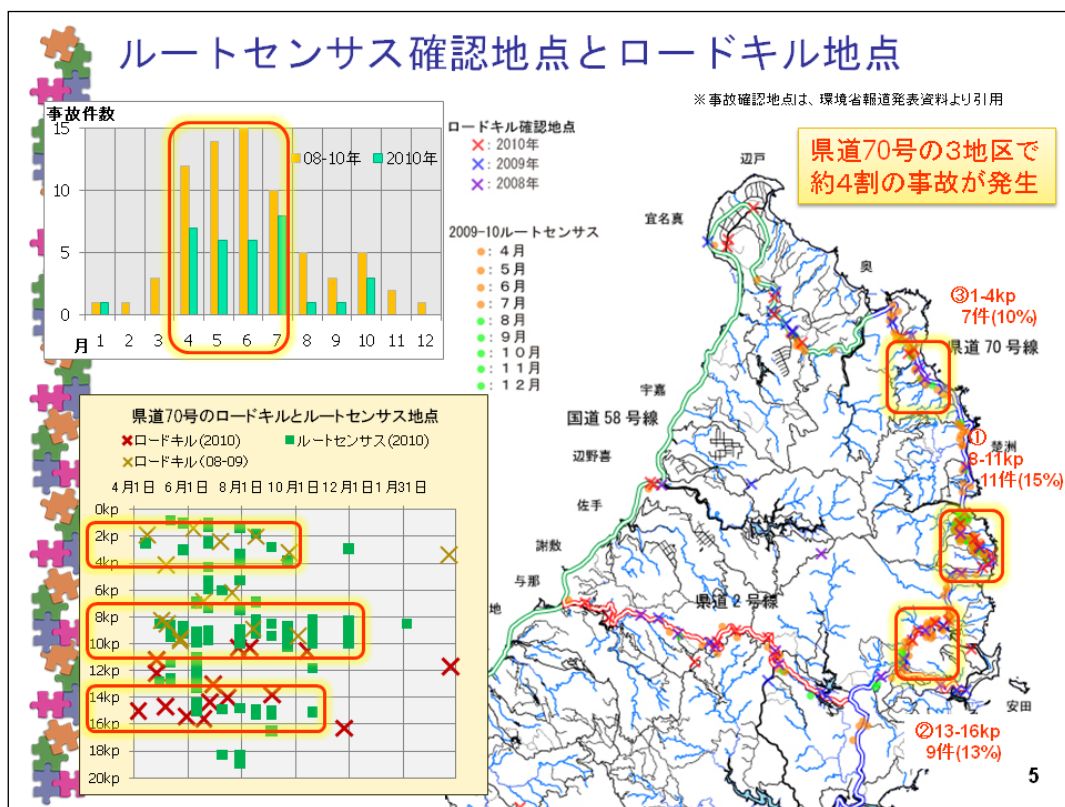 ルートセンサス確認地点とロードキル地点
※事故確認地点は、環境省報道発表資料より引用
事故件数
15
10
5
0
08-10年
2010年
月
1 2 3 4 5 6 7 8 9 10 11 12
ロードキル確認地点
×:2010年
×:2009年
×:2008年
2009-10ルートセンサス
●:4月
●:5月
●:6月
●:7月
●:8月
●:9月
●:10月
●:11月
●:12月
県道70号の3地区で
約4割の事故が発生
辺戸
宜名真
奥
③1-4kp
7件(10%)
県道70号線
宇嘉
国道58号線
①
楚洲
8-11kp
11件(15%)
辺野喜
佐手
謝敷
与那
地
県道2号線
安田
②13-16kp
9件(13%)
県道70号のロードキルとルートセンサス地点
×ロードキル(2010)
■ルートセンサス(2010)
×ロードキル(08-09)
4月1日 6月1日 8月1日 10月1日 12月1日 1月31日
0kp
2kp
4kp
6kp
8kp
10kp
12kp
14kp
16kp
18kp
20kp
5